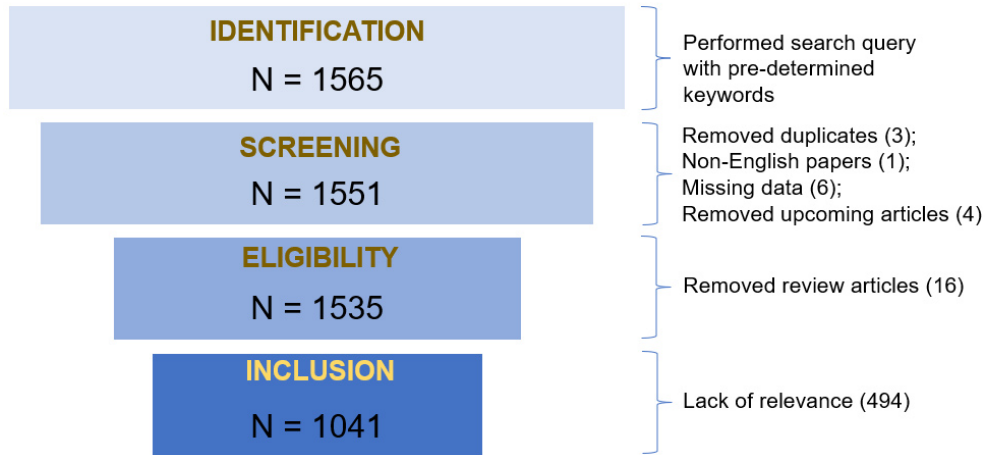 IDENTIFICATION
N = 1565
Performed search query
with pre-determined
keywords
SCREENING
N = 1551
Removed duplicates (3);
Non-English papers (1);
Missing data (6);
Removed upcoming articles (4)
ELIGIBILITY
N = 1535
Removed review articles (16)
INCLUSION
N = 1041
Lack of relevance (494)